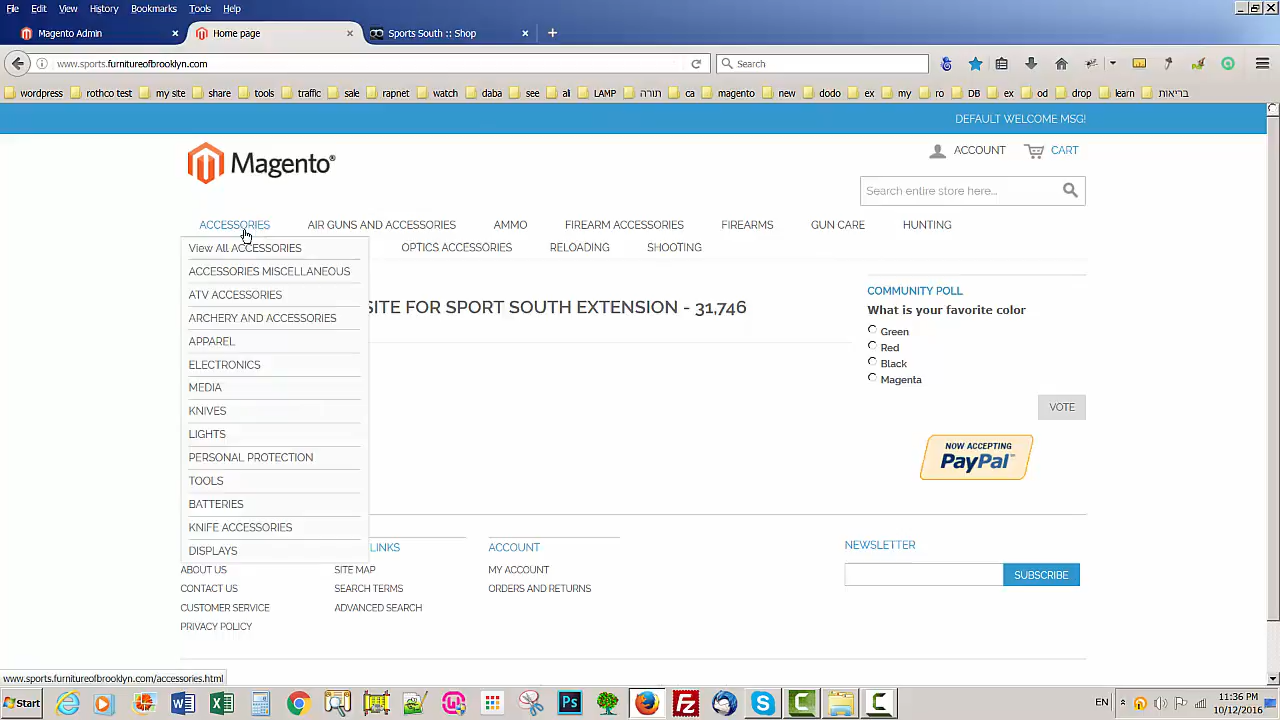 File Edit View History Bookmarks Tools Help
Magento Admin × Home page × Sports South :: Shop × +
www.sports.furnitureofbrooklyn.com Search
wordpress rothco test my site share tools traffic sale rapnet watch daba see ali LAMP תורה ca magento new dodo ex my ro DB ex od drop learn בריאות
DEFAULT WELCOME MSG!
Magento®
ACCOUNT CART
Search entire store here...
ACCESSORIES AIR GUNS AND ACCESSORIES AMMO FIREARM ACCESSORIES FIREARMS GUN CARE HUNTING
OPTICS ACCESSORIES RELOADING SHOOTING
View All ACCESSORIES
ACCESSORIES MISCELLANEOUS
ATV ACCESSORIES
ARCHERY AND ACCESSORIES
APPAREL
ELECTRONICS
MEDIA
KNIVES
LIGHTS
PERSONAL PROTECTION
TOOLS
BATTERIES
KNIFE ACCESSORIES
DISPLAYS
SITE FOR SPORT SOUTH EXTENSION - 31,746
COMMUNITY POLL
What is your favorite color
Green
Red
Black
Magenta
VOTE
NOW ACCEPTING
PayPal
LINKS
ACCOUNT
NEWSLETTER
ABOUT US SITE MAP MY ACCOUNT
SUBSCRIBE
CONTACT US SEARCH TERMS ORDERS AND RETURNS
CUSTOMER SERVICE ADVANCED SEARCH
PRIVACY POLICY
www.sports.furnitureofbrooklyn.com/accessories.html
Start
EN
11:36 PM
10/12/2016